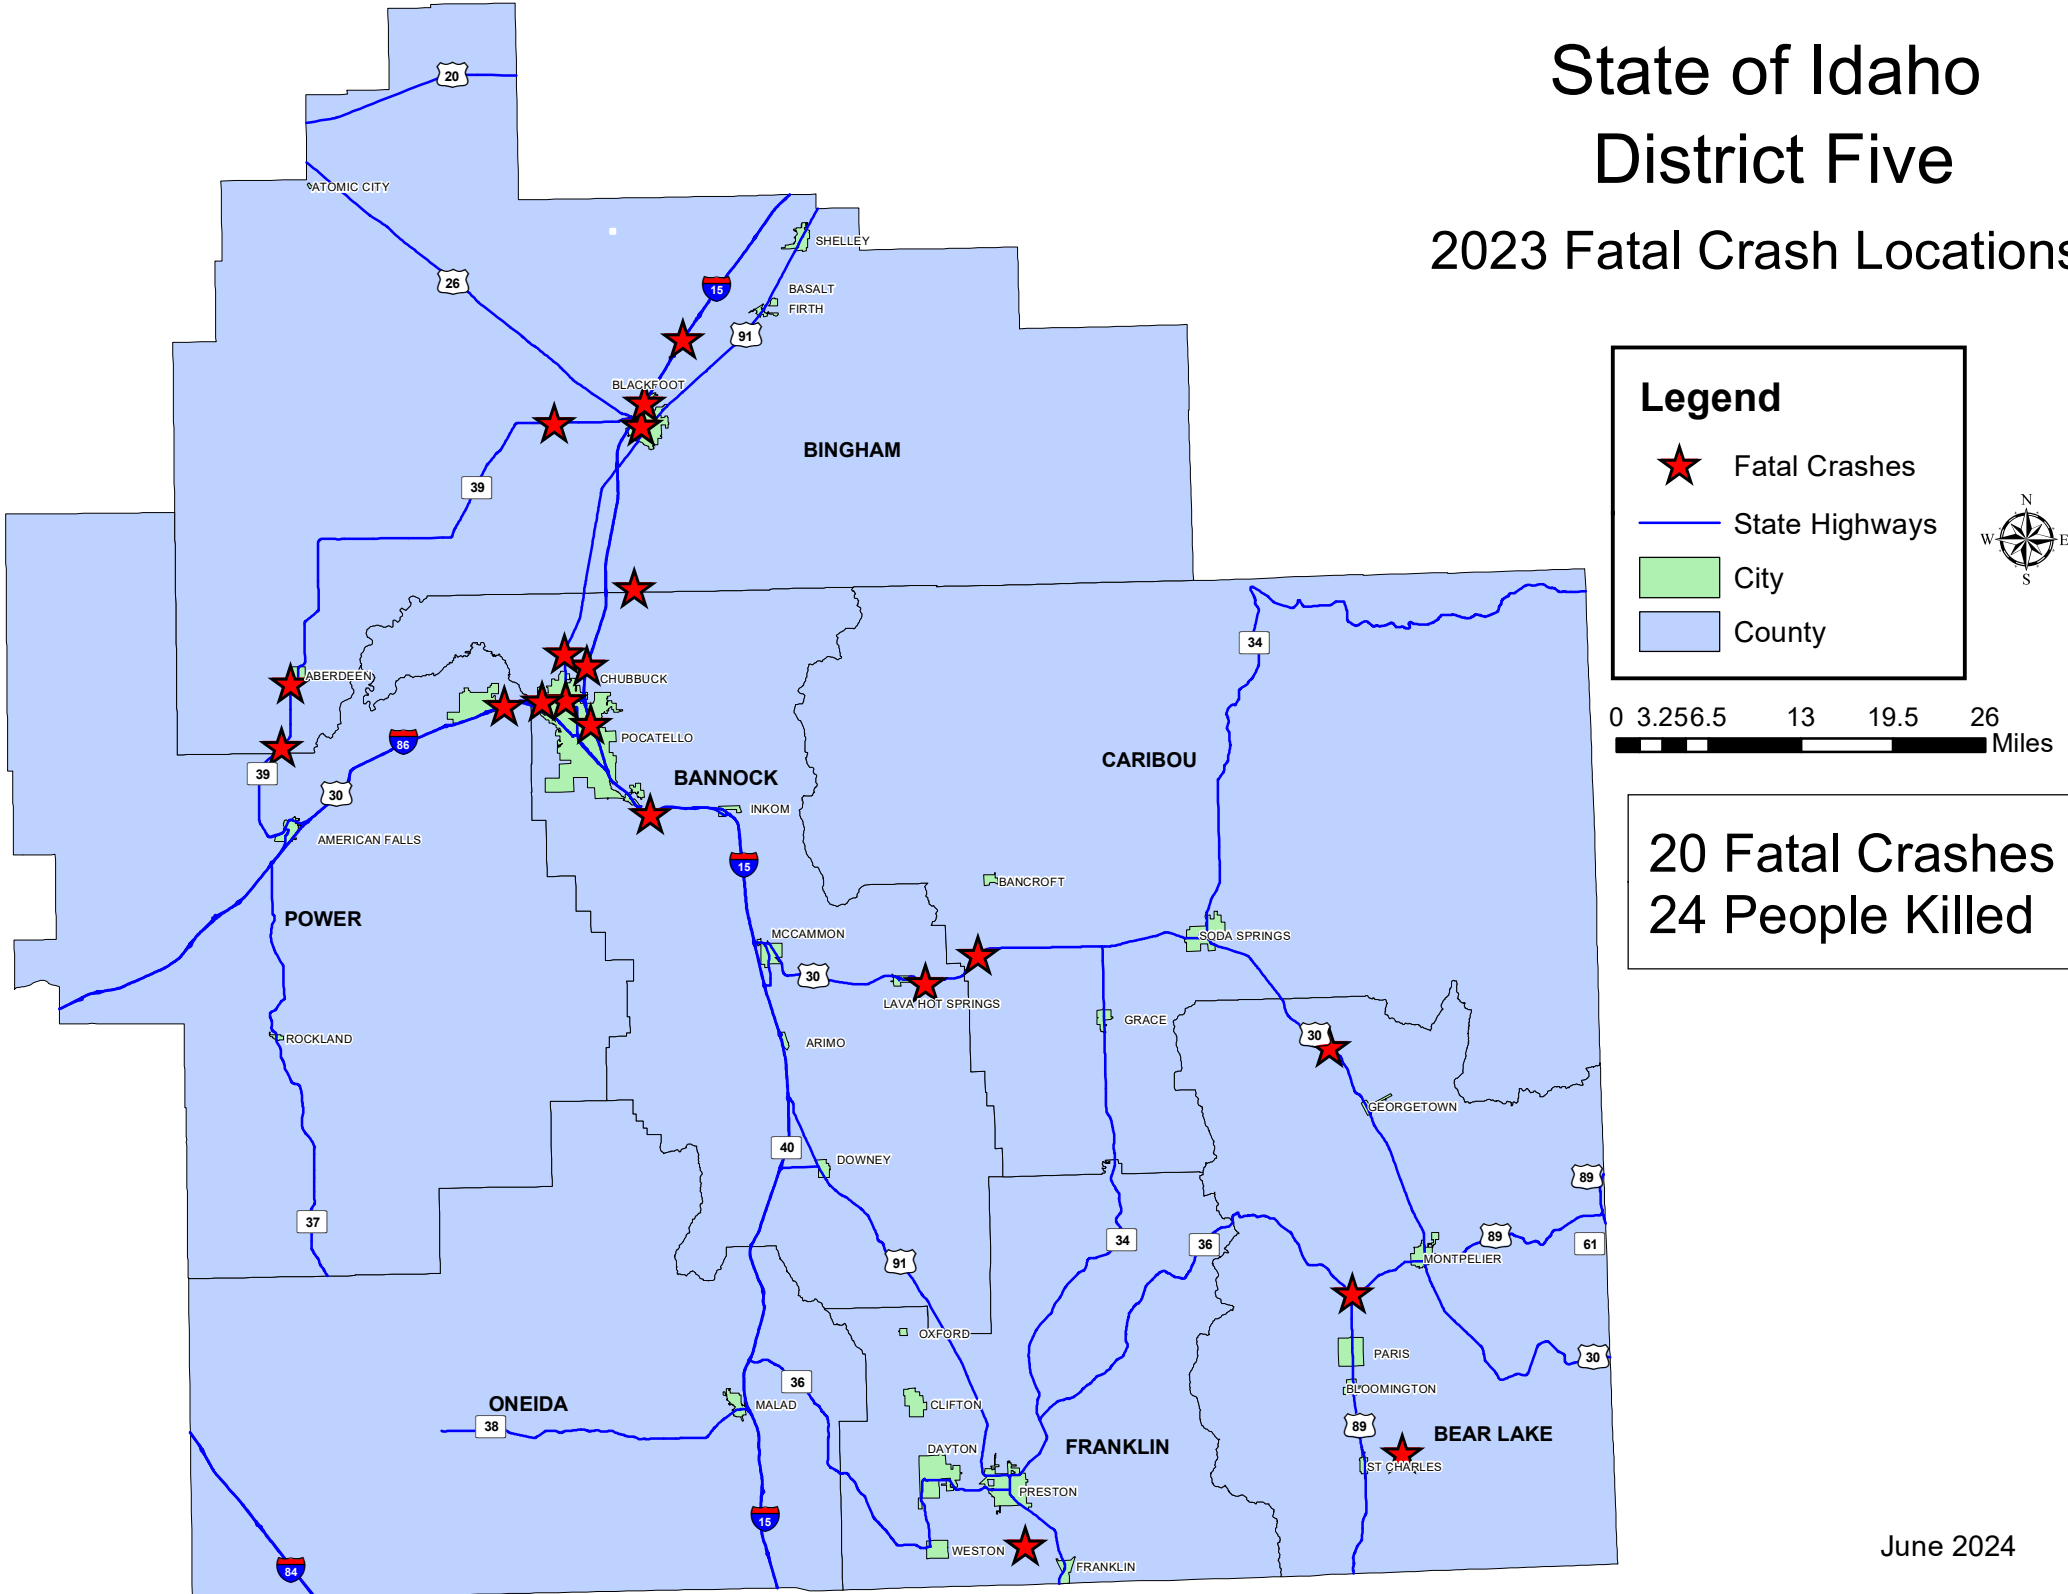 State of Idaho
District Five
2023 Fatal Crash Locations
Legend
Fatal Crashes
State Highways
City
County
N
W E
S
0 3.25 6.5 13 19.5 26
Miles
20 Fatal Crashes
24 People Killed
20
ATOMIC CITY
26
SHELLEY
15
BASALT
FIRTH
91
BLACKFOOT
BINGHAM
39
34
ABERDEEN
CHUBBUCK
86
POCATELLO
CARIBOU
39
BANNOCK
30
INKOM
AMERICAN FALLS
15
BANCROFT
POWER
MCCAMMON
SODA SPRINGS
30
LAVA HOT SPRINGS
GRACE
30
ROCKLAND
ARIMO
GEORGETOWN
40
DOWNEY
89
37
34
36
89
61
91
MONTPELIER
OXFORD
PARIS
30
36
BLOOMINGTON
ONEIDA
MALAD
CLIFTON
38
89
BEAR LAKE
DAYTON
FRANKLIN
ST CHARLES
PRESTON
15
WESTON
FRANKLIN
84
June 2024